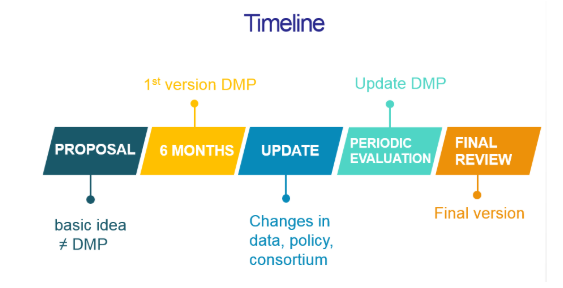 Timeline
1st version DMP
Update DMP
PROPOSAL
6 MONTHS
UPDATE
PERIODIC
EVALUATION
FINAL
REVIEW
basic idea
≠ DMP
Changes in
data, policy,
consortium
Final version